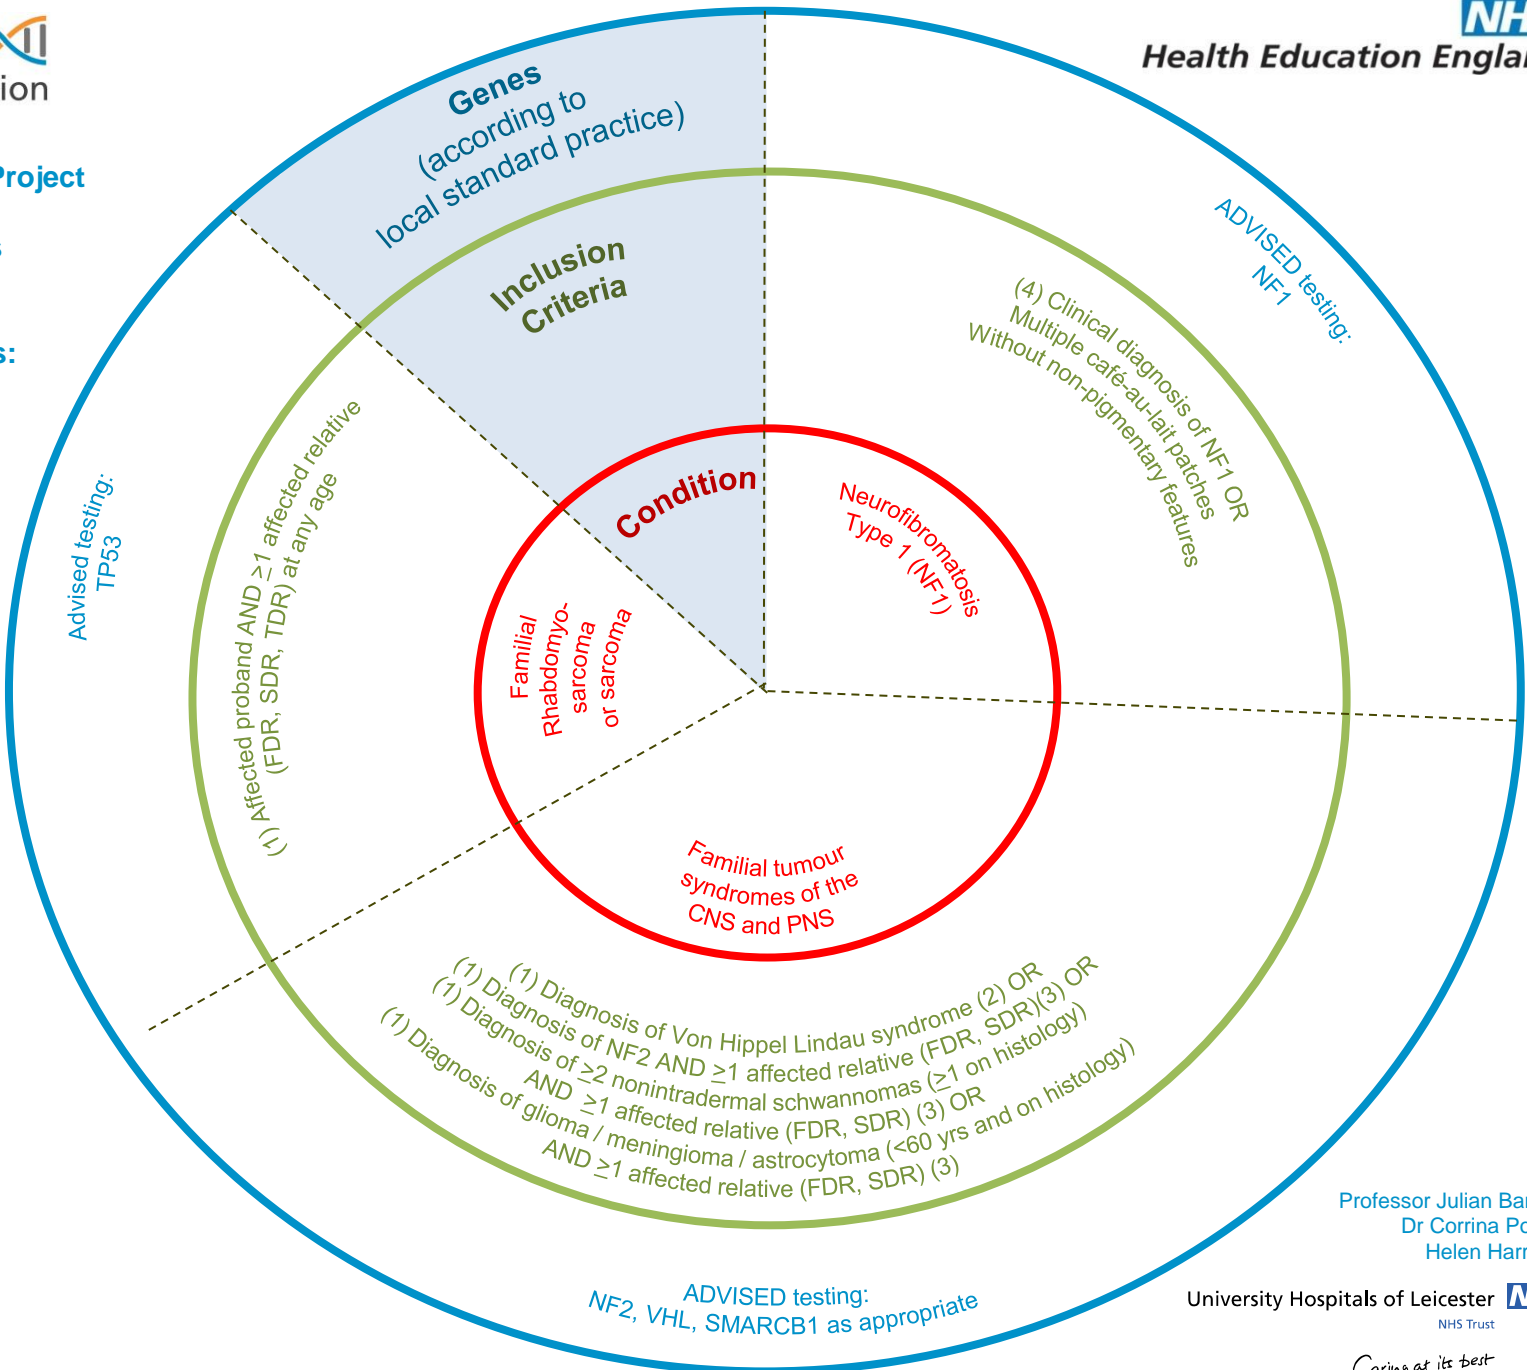 NH
Health Education Englan
ion
Project
s
s:
Genes
(according to
local standard practice)
Inclusion
Criteria
Condition
ADVISED testing:
NF1
(4) Clinical diagnosis of NF1 OR
Multiple café-au-lait patches
Without non-pigmentary features
Neurofibromatosis
Type 1 (NF1)
Advised testing:
TP53
(1) Affected proband AND ≥1 affected relative
(FDR, SDR, TDR) at any age
Familial
Rhabdomyo-
sarcoma
or sarcoma
Familial tumour
syndromes of the
CNS and PNS
(1) Diagnosis of Von Hippel Lindau syndrome (2) OR
(1) Diagnosis of NF2 AND ≥1 affected relative (FDR, SDR)(3) OR
(1) Diagnosis of ≥2 nonintradermal schwannomas (≥1 on histology)
AND ≥1 affected relative (FDR, SDR) (3) OR
(1) Diagnosis of glioma / meningioma / astrocytoma (<60 yrs and on histology)
AND ≥1 affected relative (FDR, SDR) (3)
ADVISED testing:
NF2, VHL, SMARCB1 as appropriate
Professor Julian Bar
Dr Corrina Po
Helen Harr
University Hospitals of Leicester N
NHS Trust
Caring at its best